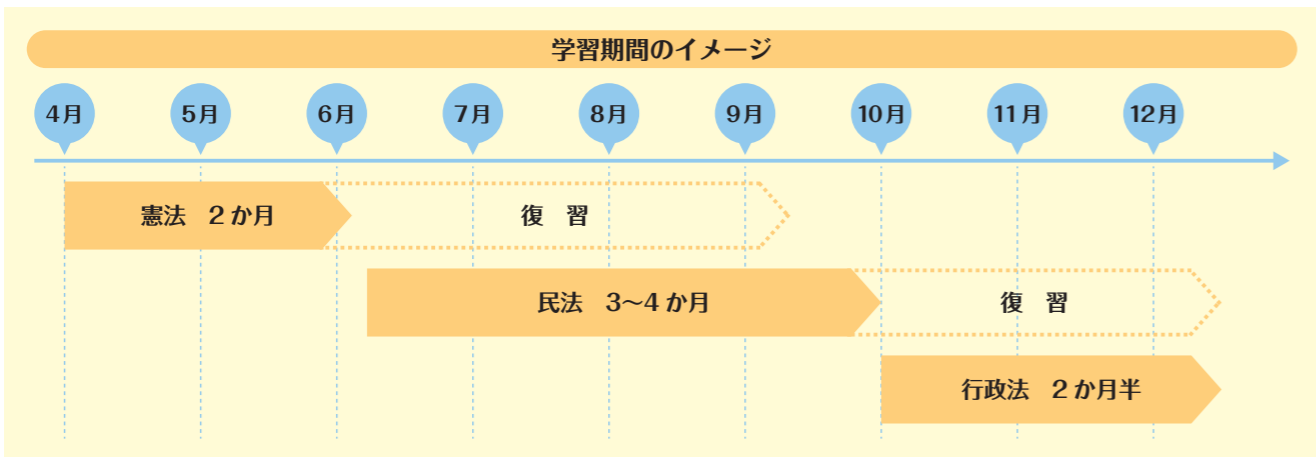 学習期間のイメージ
4月 5月 6月 7月 8月 9月 10月 11月 12月
憲法 2か月 復 習
民法 3〜4か月 復 習
行政法 2か月半